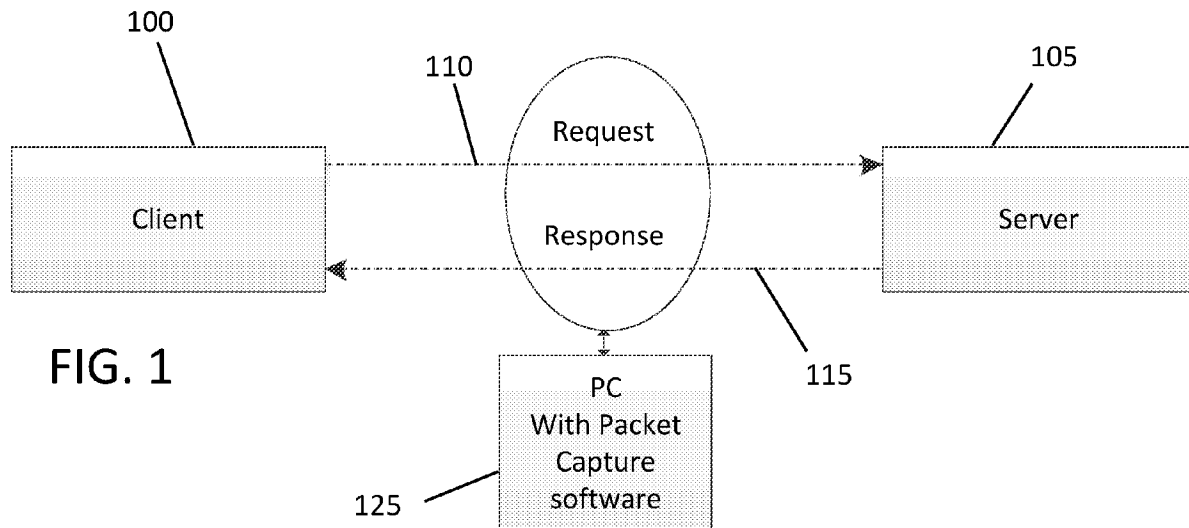 100
110
105
Request
Client
Server
Response
FIG. 1
115
PC
With Packet
Capture
software
125